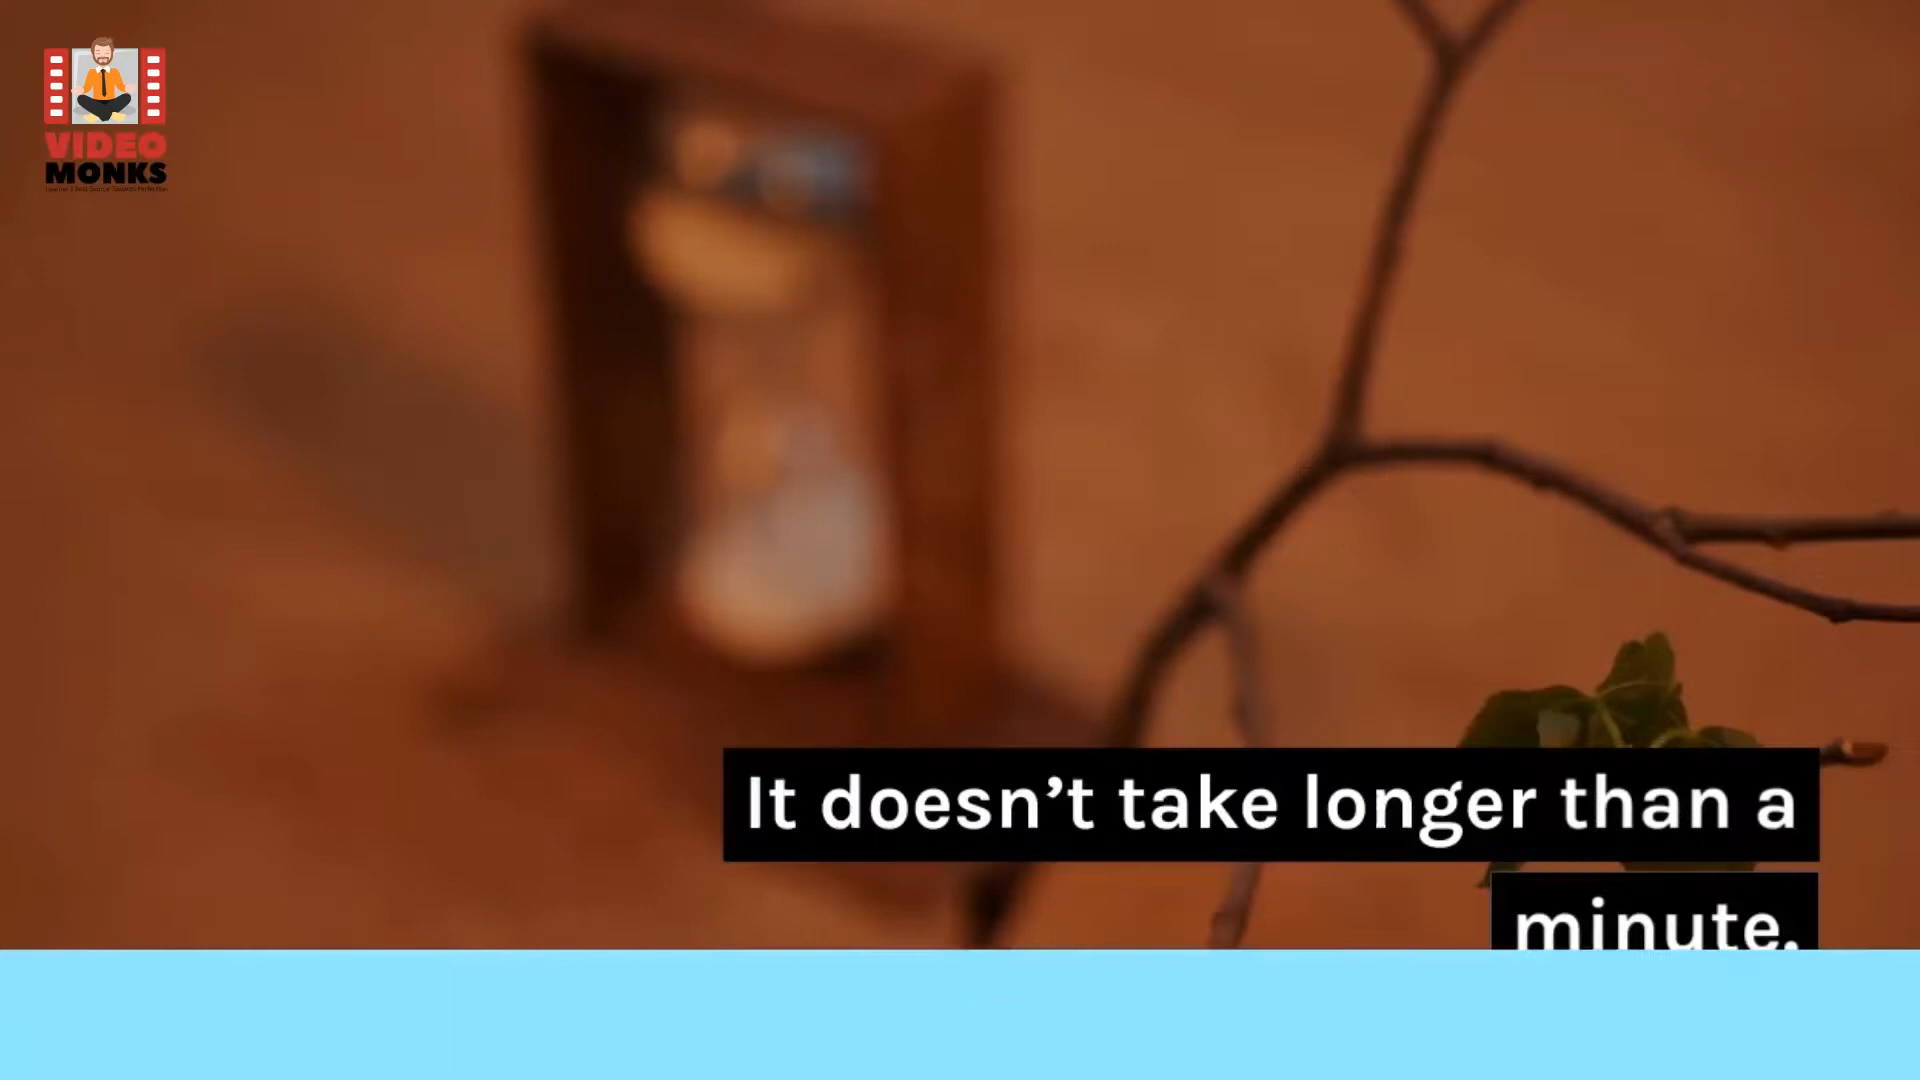 VIDEO
MONKS
It doesn’t take longer than a
minute.